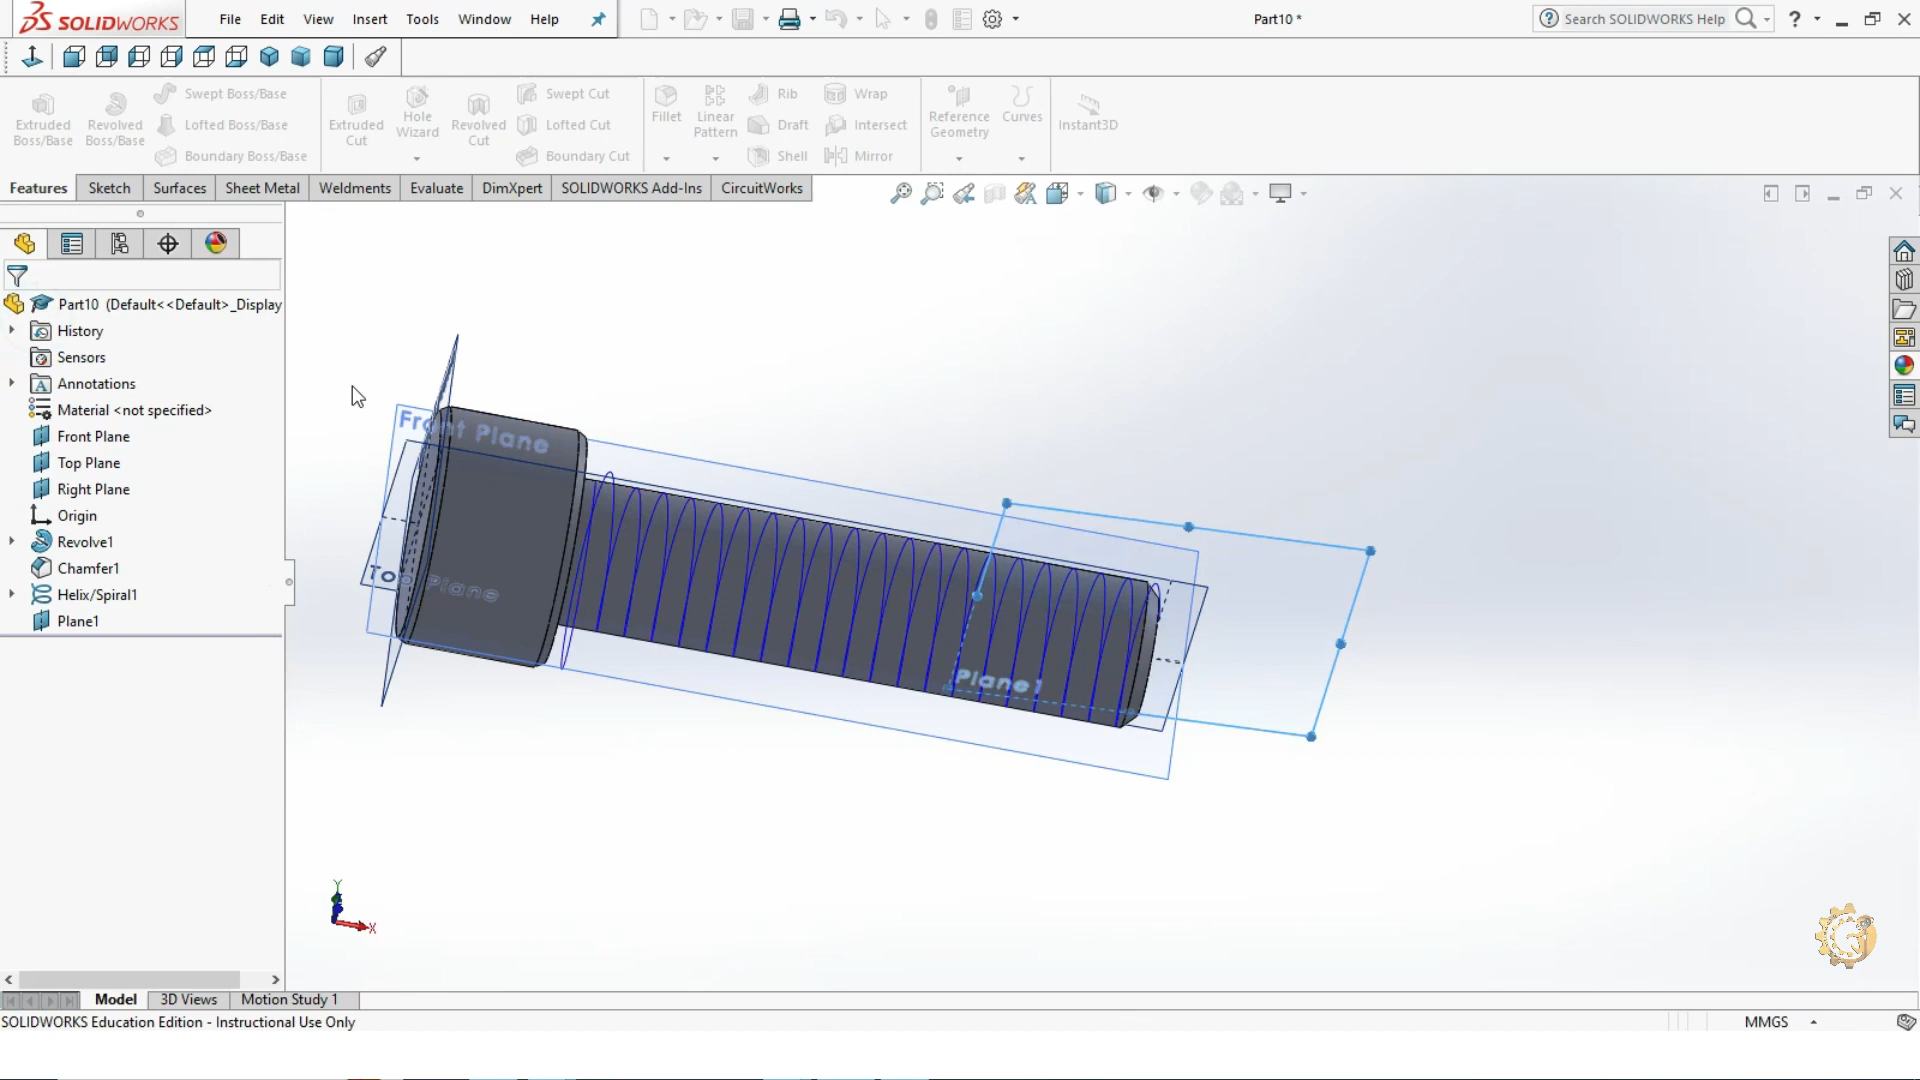 SOLIDWORKS File Edit View Insert Tools Window Help Part10 * Search SOLIDWORKS Help ?
Extruded Boss/Base
Revolved Boss/Base
Swept Boss/Base
Lofted Boss/Base
Boundary Boss/Base
Extruded Cut
Hole Wizard
Revolved Cut
Swept Cut
Lofted Cut
Boundary Cut
Fillet
Linear Pattern
Rib
Draft
Shell
Wrap
Intersect
Mirror
Reference Geometry
Curves
Instant3D
Features Sketch Surfaces Sheet Metal Weldments Evaluate DimXpert SOLIDWORKS Add-Ins CircuitWorks
Part10 (Default<<Default>_Display
History
Sensors
Annotations
Material <not specified>
Front Plane
Top Plane
Right Plane
Origin
Revolve1
Chamfer1
Helix/Spiral1
Plane1
Front Plane
Top Plane
Plane1
Y
X
Model 3D Views Motion Study 1
SOLIDWORKS Education Edition - Instructional Use Only MMGS